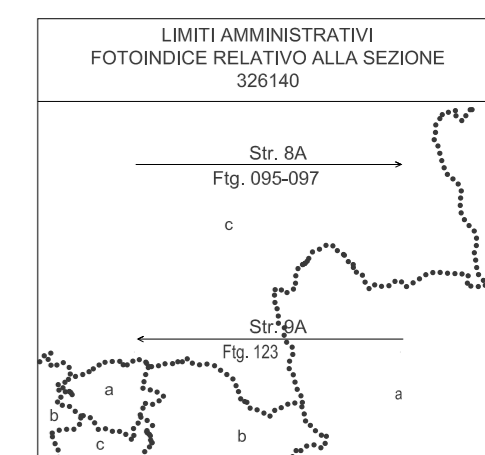 LIMITI AMMINISTRATIVI
FOTOINDICE RELATIVO ALLA SEZIONE
326140
Str. 8A
Ftg. 095-097
c
Str. 9A
Ftg. 123
a
a
b
c
b